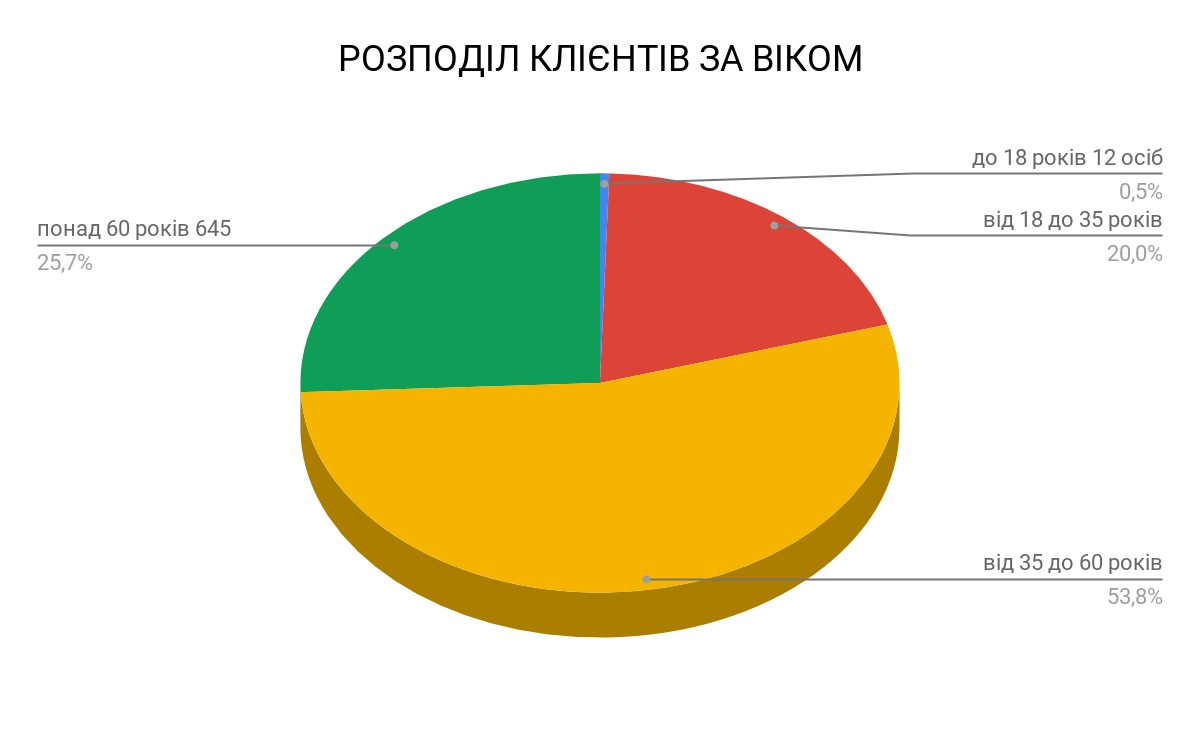 РОЗПОДІЛ КЛІЄНТІВ ЗА ВІКОМ
до 18 років 12 осіб
0,5%
від 18 до 35 років
20,0%
понад 60 років 645
25,7%
від 35 до 60 років
53,8%